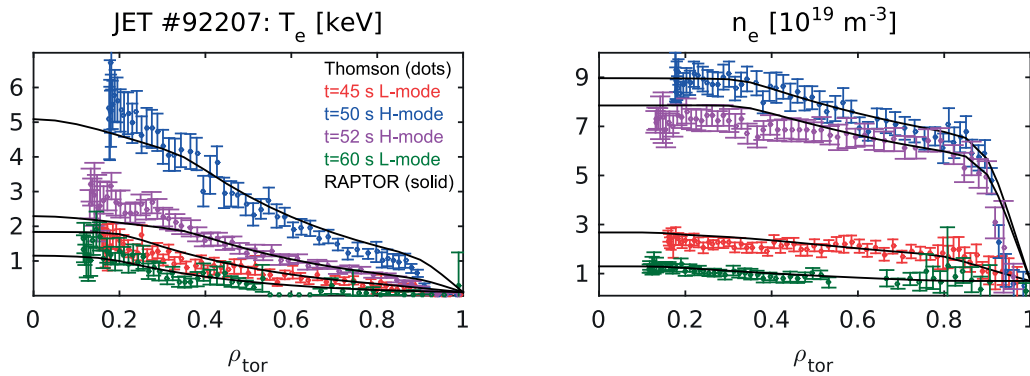 JET #92207: T_e [keV]
6
5
4
3
2
1
0 0.2 0.4 0.6 0.8 1
ρ_tor
Thomson (dots)
t=45 s L-mode
t=50 s H-mode
t=52 s H-mode
t=60 s L-mode
RAPTOR (solid)
n_e [10^19 m^-3]
9
7
5
3
1
0 0.2 0.4 0.6 0.8 1
ρ_tor